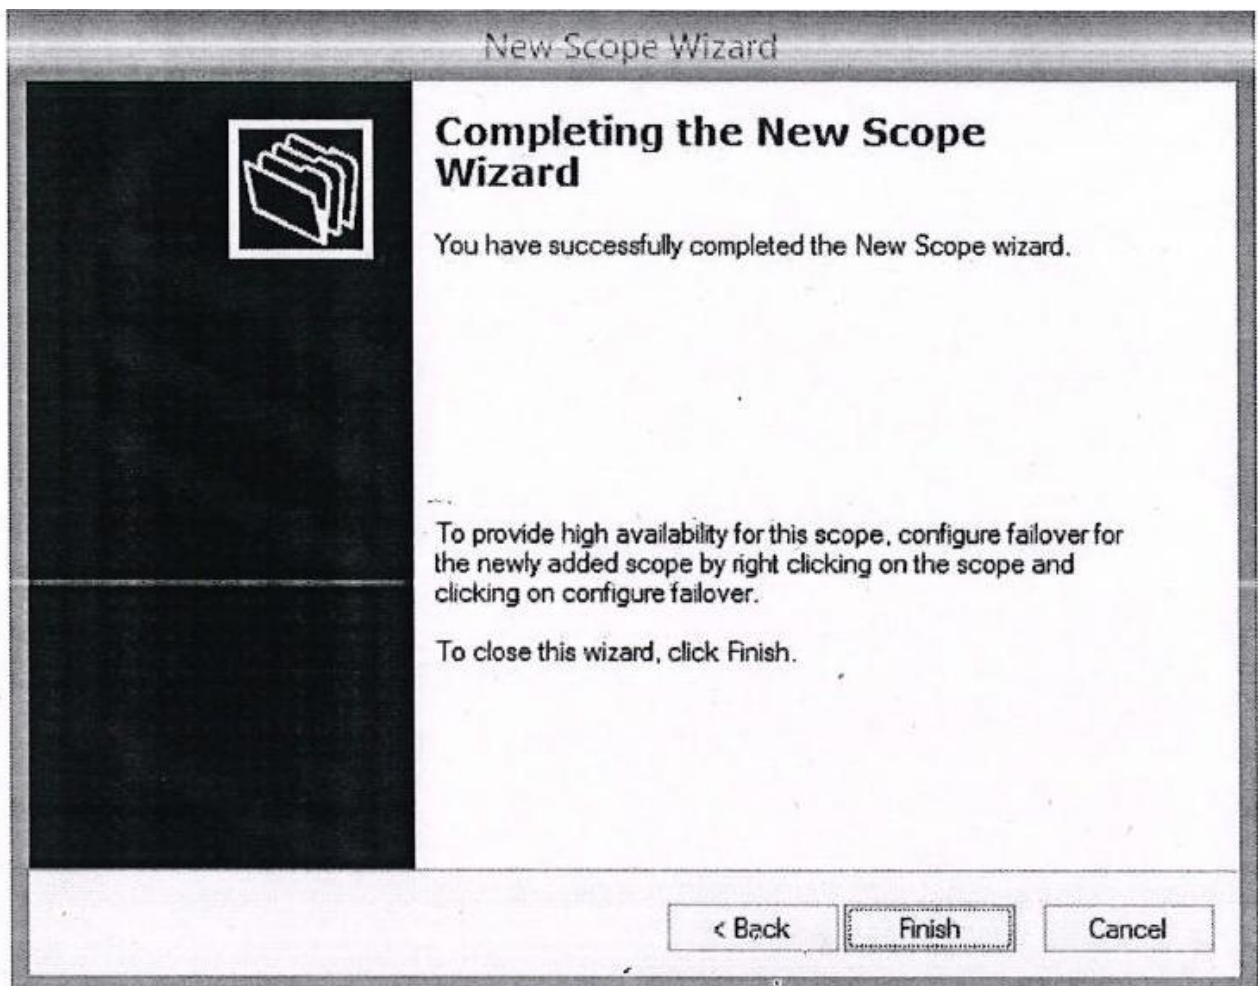 New Scope Wizard
Completing the New Scope
Wizard
You have successfully completed the New Scope wizard.
To provide high availability for this scope, configure failover for
the newly added scope by right clicking on the scope and
clicking on configure failover.
To close this wizard, click Finish.
< Back
Finish
Cancel